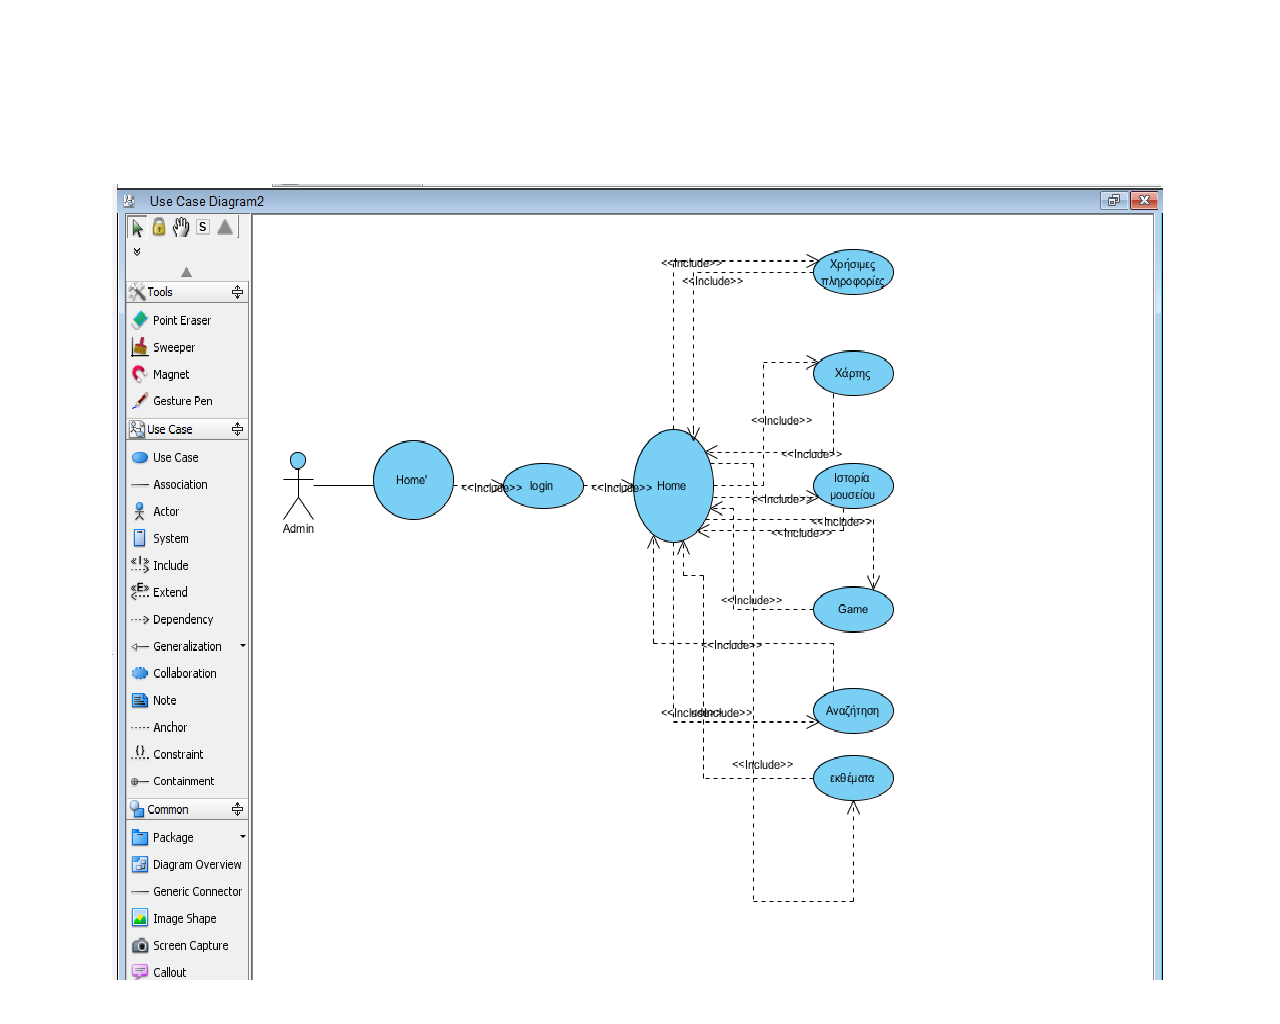 Use Case Diagram2
S
Tools
Point Eraser
Sweeper
Magnet
Gesture Pen
Use Case
Use Case
Association
Actor
System
Include
Extend
Dependency
Generalization
Collaboration
Note
Anchor
Constraint
Containment
Common
Package
Diagram Overview
Generic Connector
Image Shape
Screen Capture
Callout
Admin
Home'
<<Include>>
login
<<Include>>
Home
<<Include>>
<<Include>>
Χρήσιμες
πληροφορίες
Χάρτης
<<Include>>
<<Include>>
Ιστορία
μουσείου
<<Include>>
<<Include>>
<<Include>>
<<Include>>
Game
<<Include>>
<<Include>>
<<Include>>
Αναζήτηση
<<Include>>
εκθέματα